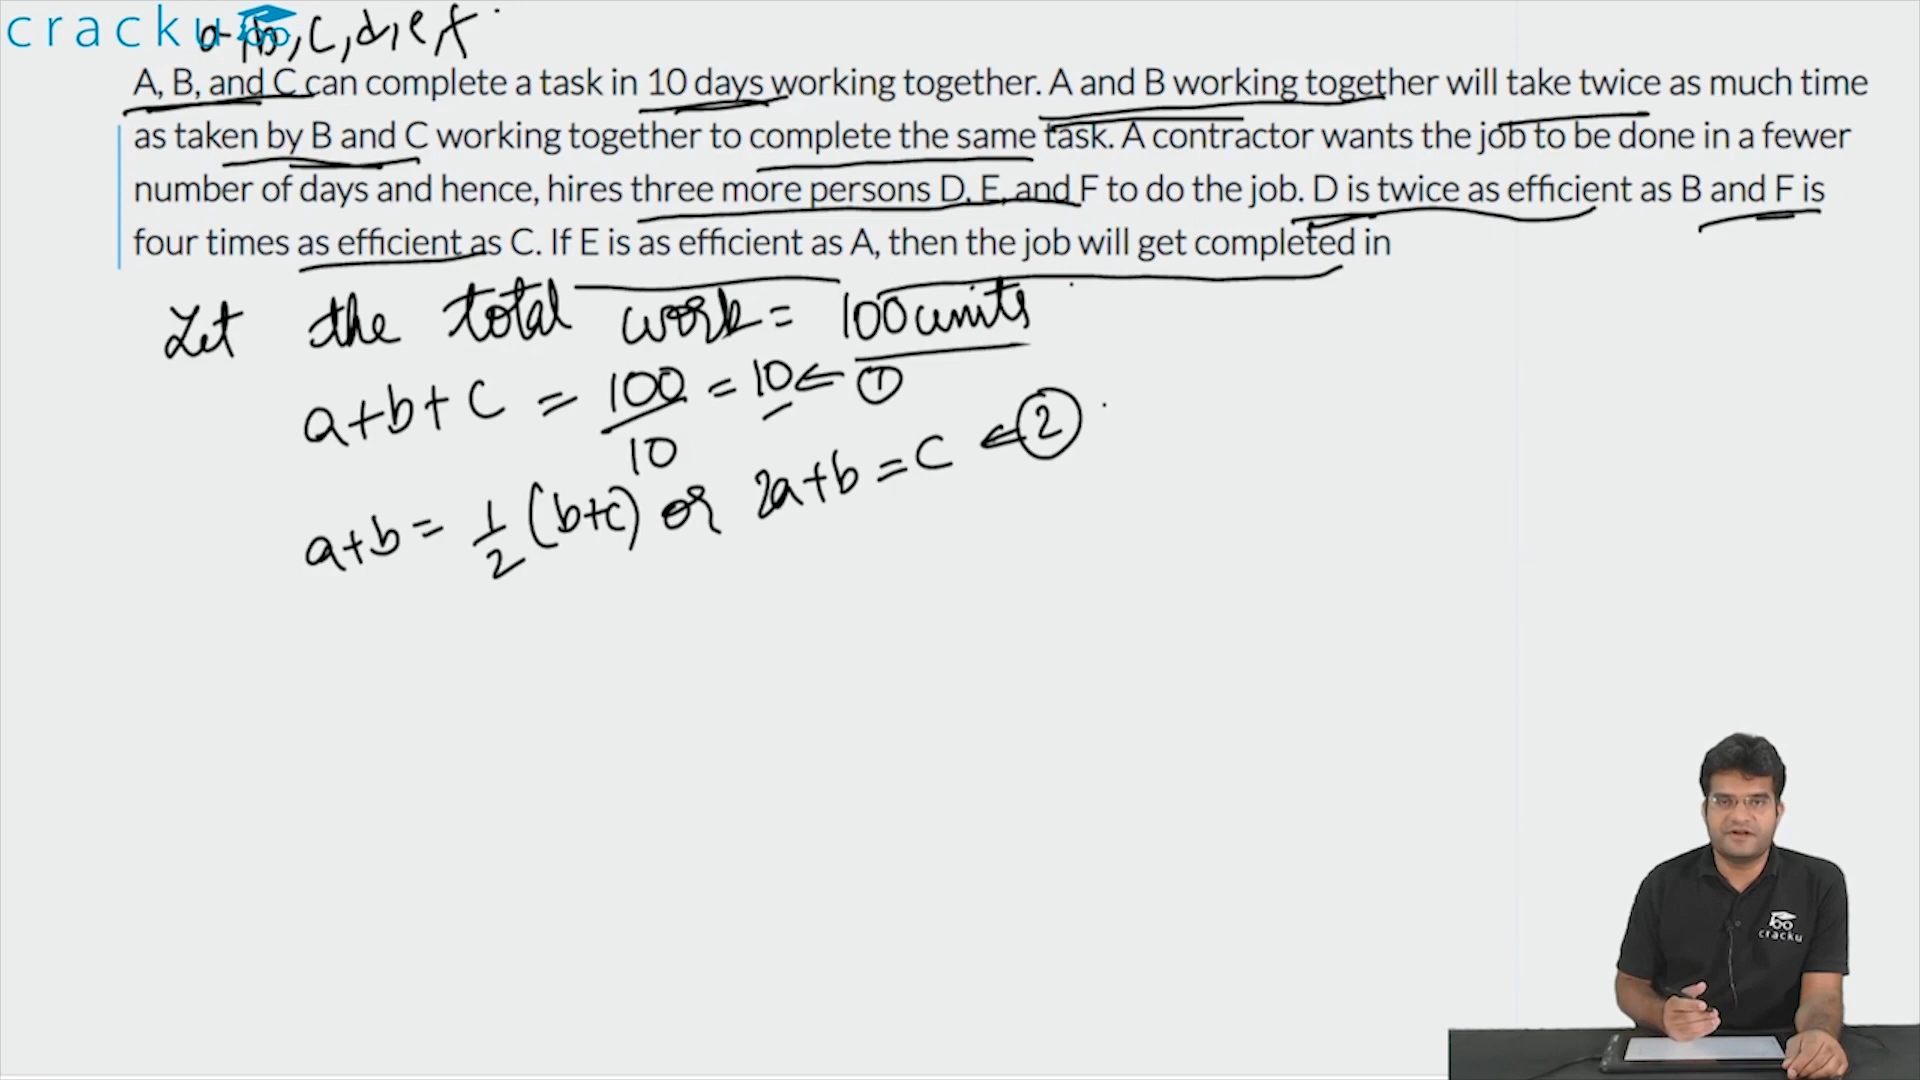 cracku
a, b, c, d, e, f
A, B, and C can complete a task in 10 days working together. A and B working together will take twice as much time
as taken by B and C working together to complete the same task. A contractor wants the job to be done in a fewer
number of days and hence, hires three more persons D, E, and F to do the job. D is twice as efficient as B and F is
four times as efficient as C. If E is as efficient as A, then the job will get completed in
Let the total work = 100 units
a+b+c = 100/10 = 10 ← ①
a+b = 1/2 (b+c) or 2a+b = c ← ②
cracku